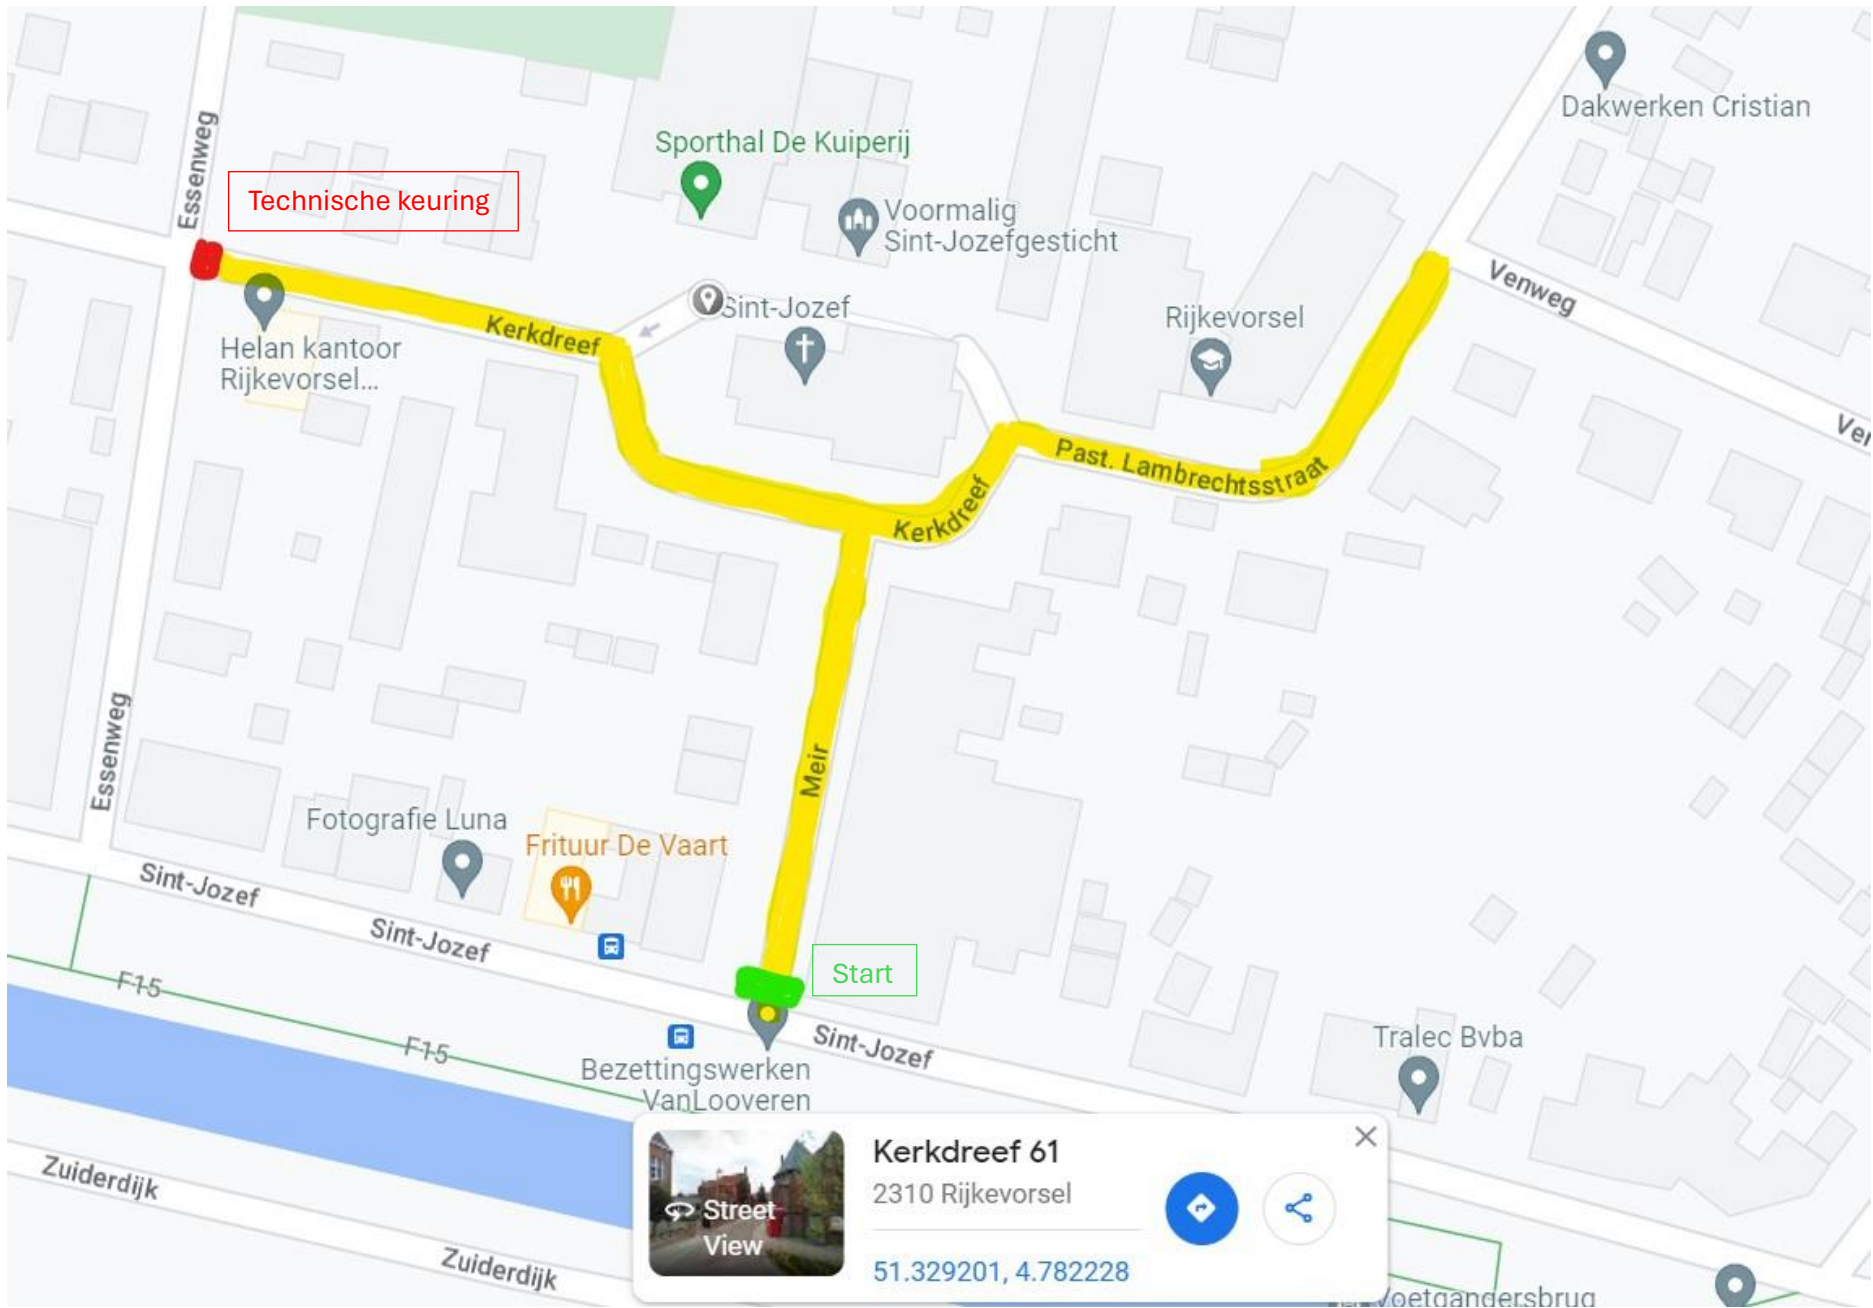 Essenweg
Technische keuring
Sporthal De Kuiperij
Voormalig
Sint-Jozefgesticht
Dakwerken Cristian
Venweg
Sint-Jozef
Rijkevorsel
Kerkdreef
Helan kantoor
Rijkevorsel...
Past. Lambrechtsstraat
Kerkdreef
Ver
Meir
Essenweg
Fotografie Luna
Frituur De Vaart
Sint-Jozef
Sint-Jozef
Start
F15
F15
Sint-Jozef
Bezettingswerken
VanLooveren
Tralec Bvba
Zuiderdijk
Zuiderdijk
Street
View
Kerkdreef 61
2310 Rijkevorsel
51.329201, 4.782228
Voetgangersbrug